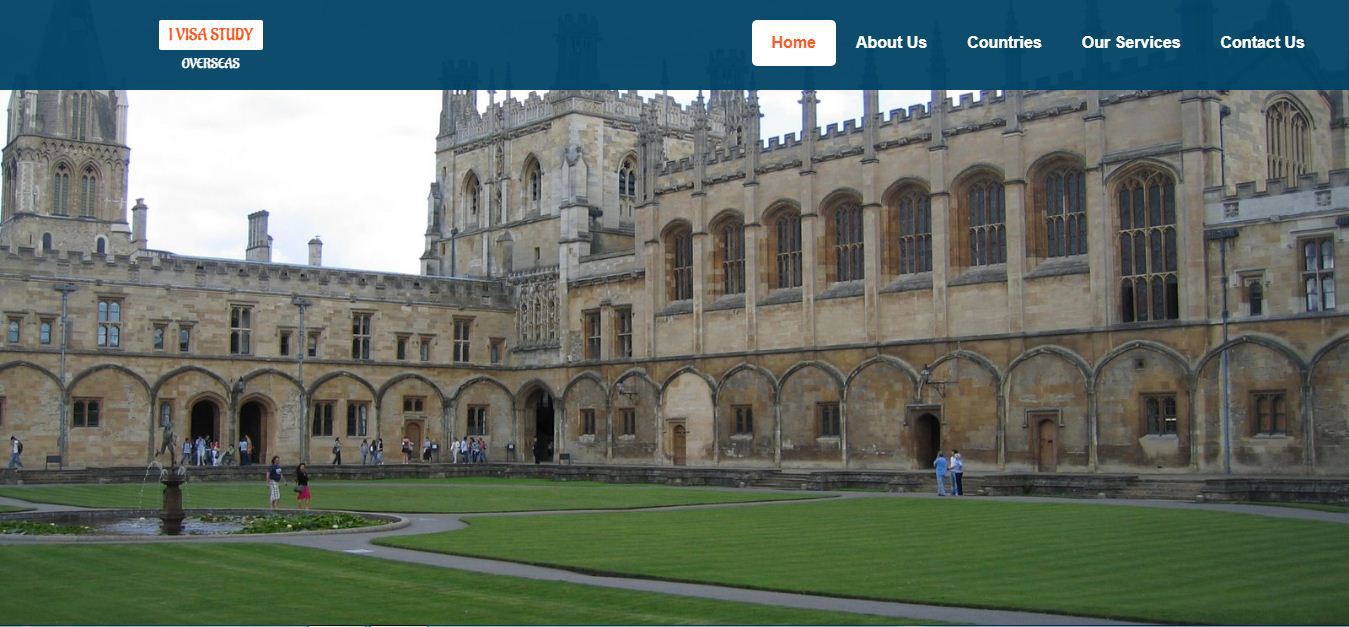 I VISA STUDY
OVERSEAS
Home
About Us
Countries
Our Services
Contact Us